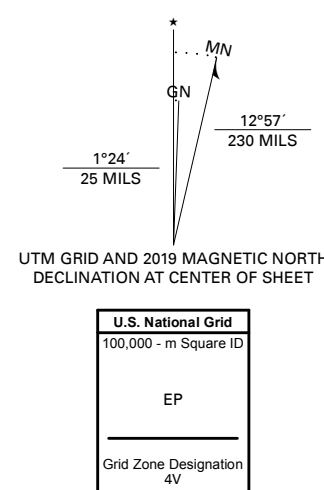 ★
MN
GN
12°57´
230 MILS
1°24´
25 MILS
UTM GRID AND 2019 MAGNETIC NORTH
DECLINATION AT CENTER OF SHEET
U.S. National Grid
100,000 - m Square ID
EP
Grid Zone Designation
4V